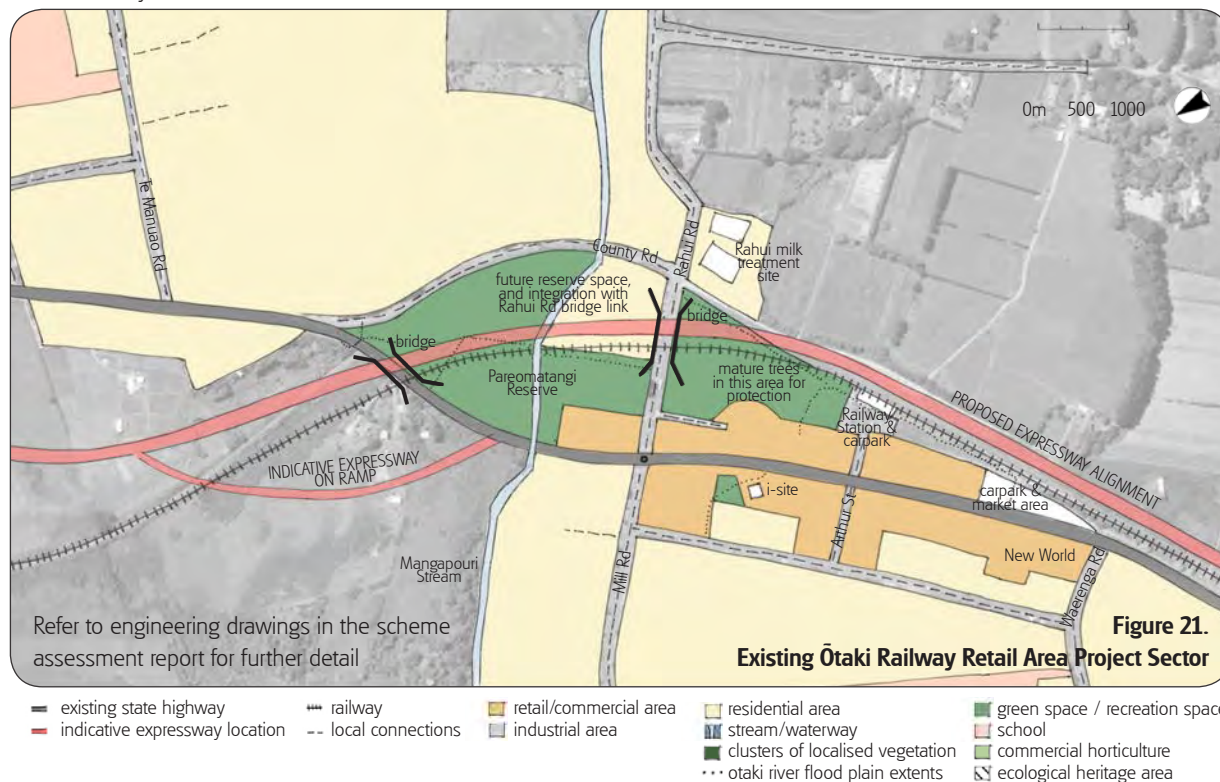 0m 500 1000
Te Manuao Rd
County Rd
Rahui Rd
Rahui milk
treatment
site
future reserve space,
and integration with
Rahui Rd bridge link
bridge
bridge
Pareomatangi
Reserve
mature trees
in this area for
protection
Railway
Station &
carpark
PROPOSED EXPRESSWAY ALIGNMENT
INDICATIVE EXPRESSWAY
ON RAMP
i-site
carpark &
market area
Arthur St
New World
Mangapouri
Stream
Mill Rd
Waerenga Rd
Refer to engineering drawings in the scheme
assessment report for further detail
Figure 21.
Existing Ōtaki Railway Retail Area Project Sector
existing state highway
indicative expressway location
railway
local connections
retail/commercial area
industrial area
residential area
stream/waterway
clusters of localised vegetation
otaki river flood plain extents
green space / recreation space
school
commercial horticulture
ecological heritage area